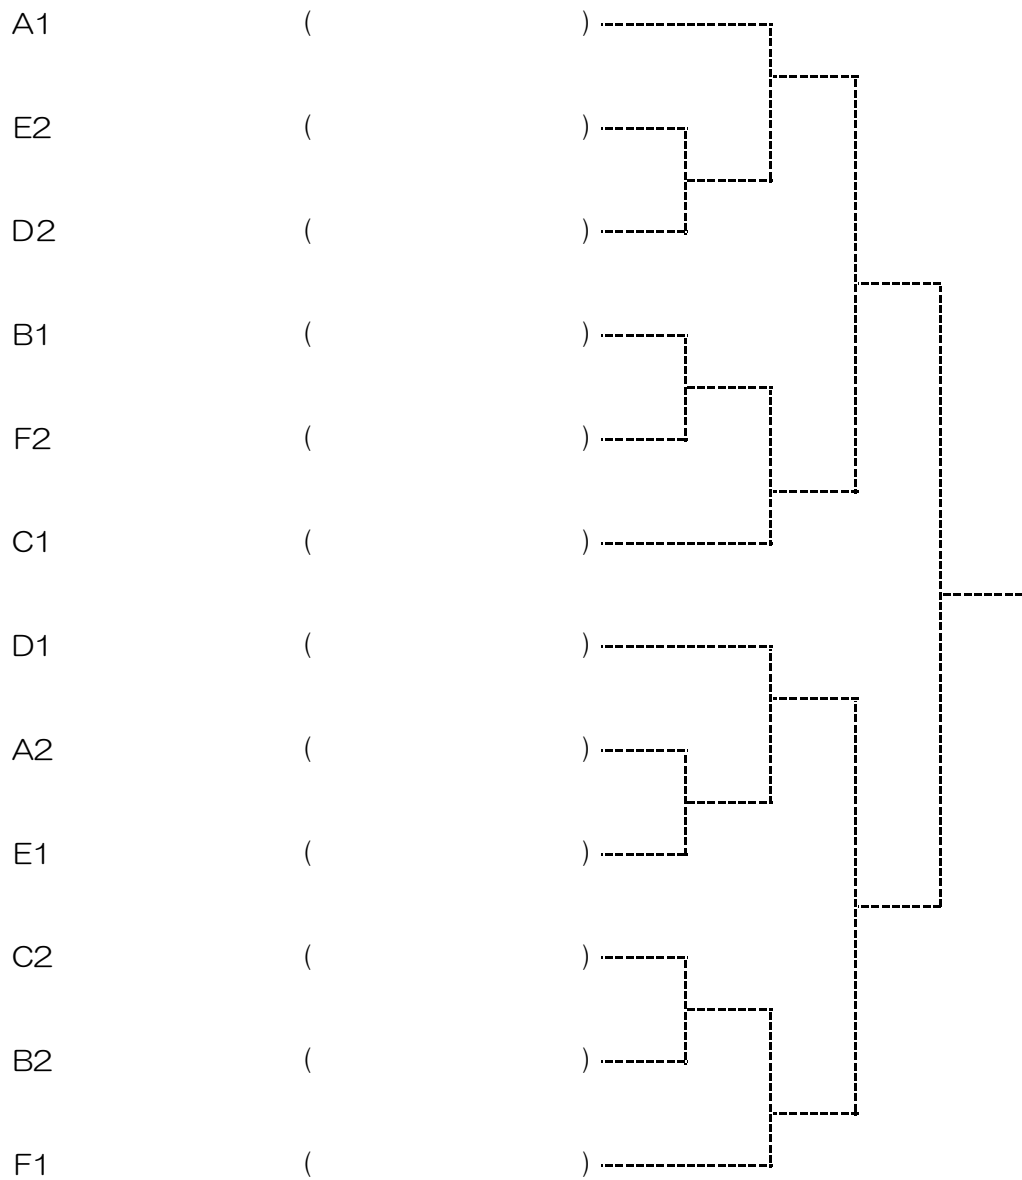 A1 ( )
E2 ( )
D2 ( )
B1 ( )
F2 ( )
C1 ( )
D1 ( )
A2 ( )
E1 ( )
C2 ( )
B2 ( )
F1 ( )